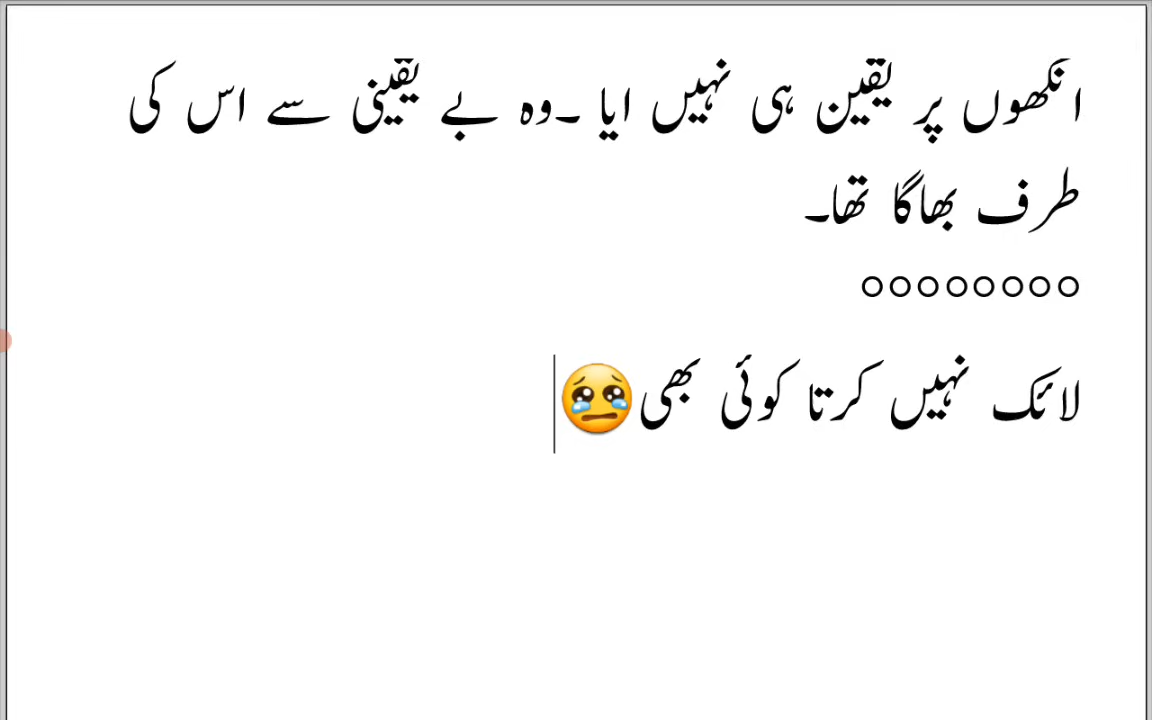 انکھوں پر یقین ہی نہیں ایا ۔وہ بے یقینی سے اس کی
طرف بھاگا تھا۔
○○○○○○○○
لائک نہیں کرتا کوئی بھی🥹